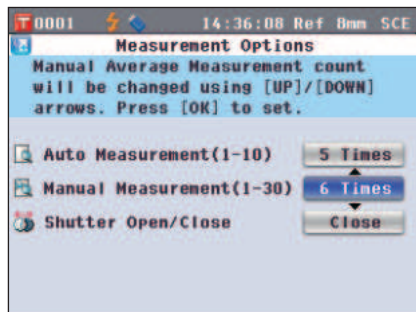 T0001 14:36:08 Ref 8mm SCE
Measurement Options
Manual Average Measurement count
will be changed using [UP]/[DOWN]
arrows. Press [OK] to set.
Auto Measurement(1-10) 5 Times
Manual Measurement(1-30) 6 Times
Shutter Open/Close Close